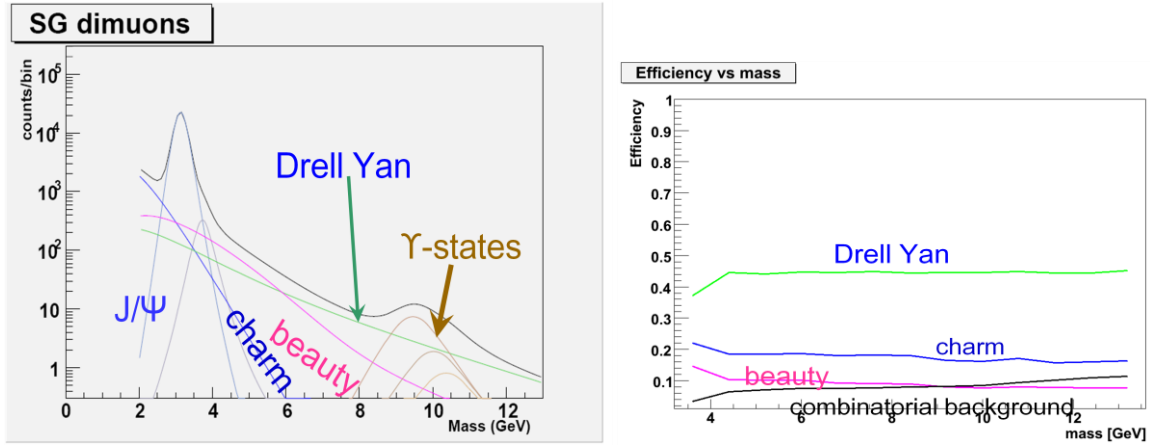 SG dimuons
counts/bin
10^5
10^4
10^3
10^2
10
1
Drell Yan
ϒ-states
J/Ψ
charm
beauty
0 2 4 6 8 10 12
Mass (GeV)
Efficiency vs mass
Efficiency
1
0.9
0.8
0.7
0.6
0.5
0.4
0.3
0.2
0.1
Drell Yan
charm
beauty
combinatorial background
4 6 8 10 12
mass [GeV]